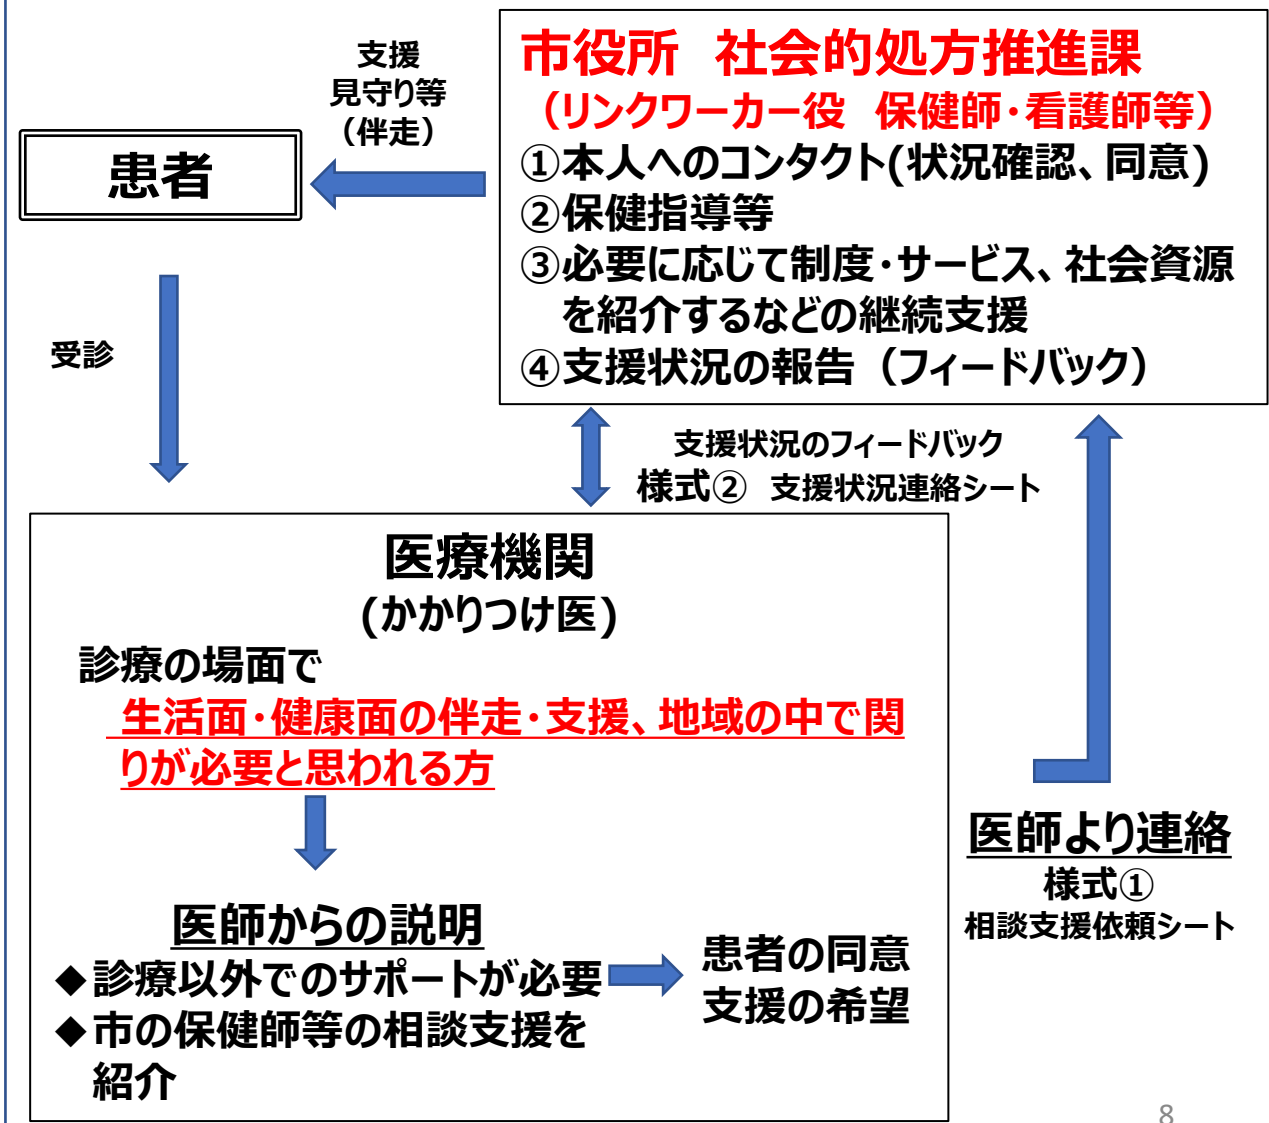 支援
見守り等
（伴走）
患者
受診
市役所　社会的処方推進課
（リンクワーカー役　保健師・看護師等）
①本人へのコンタクト(状況確認、同意)
②保健指導等
③必要に応じて制度・サービス、社会資源
を紹介するなどの継続支援
④支援状況の報告（フィードバック）
支援状況のフィードバック
様式②　支援状況連絡シート
医療機関
(かかりつけ医)
診療の場面で
生活面・健康面の伴走・支援、地域の中で関
りが必要と思われる方
医師からの説明
◆診療以外でのサポートが必要
◆市の保健師等の相談支援を
紹介
患者の同意
支援の希望
医師より連絡
様式①
相談支援依頼シート
8